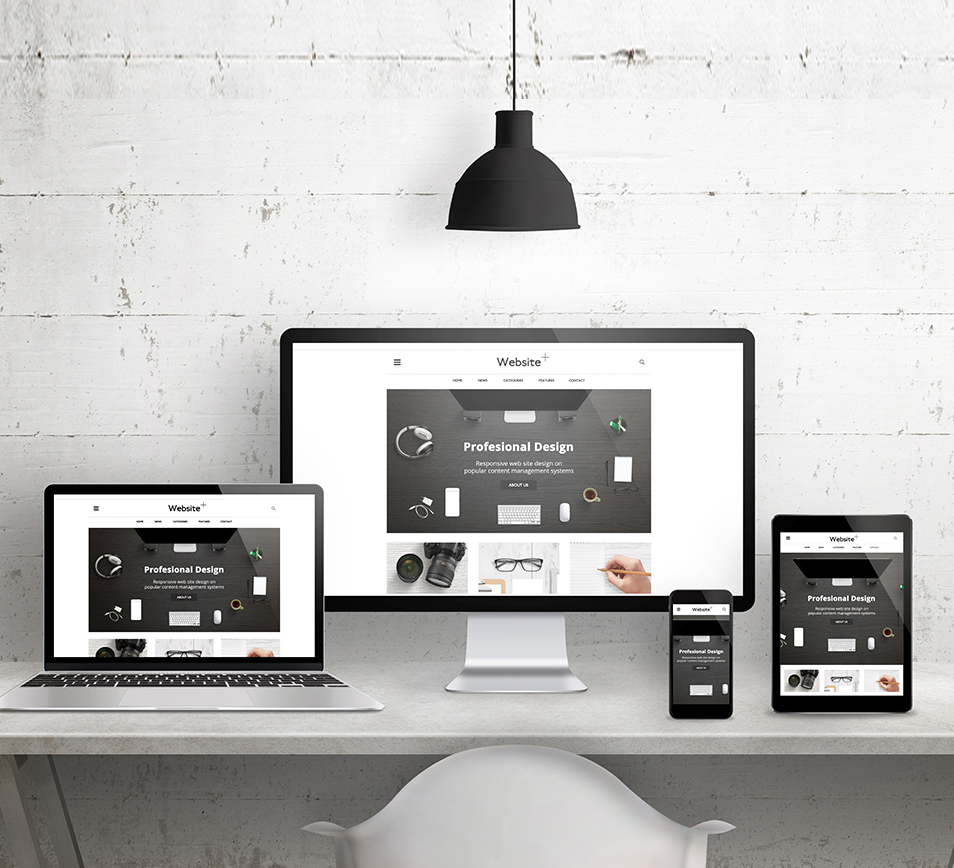 Website+
HOME NEWS CATEGORIES FEATURES CONTACT
Profesional Design
Responsive web site design on
popular content management systems
ABOUT US
Website+
HOME NEWS CATEGORIES FEATURES CONTACT
Profesional Design
Responsive web site design on
popular content management systems
ABOUT US
Website+
Profesional Design
Responsive web site design on
popular content management systems
ABOUT US
Website+
HOME NEWS CATEGORIES FEATURES CONTACT
Profesional Design
Responsive web site design on
popular content management systems
ABOUT US